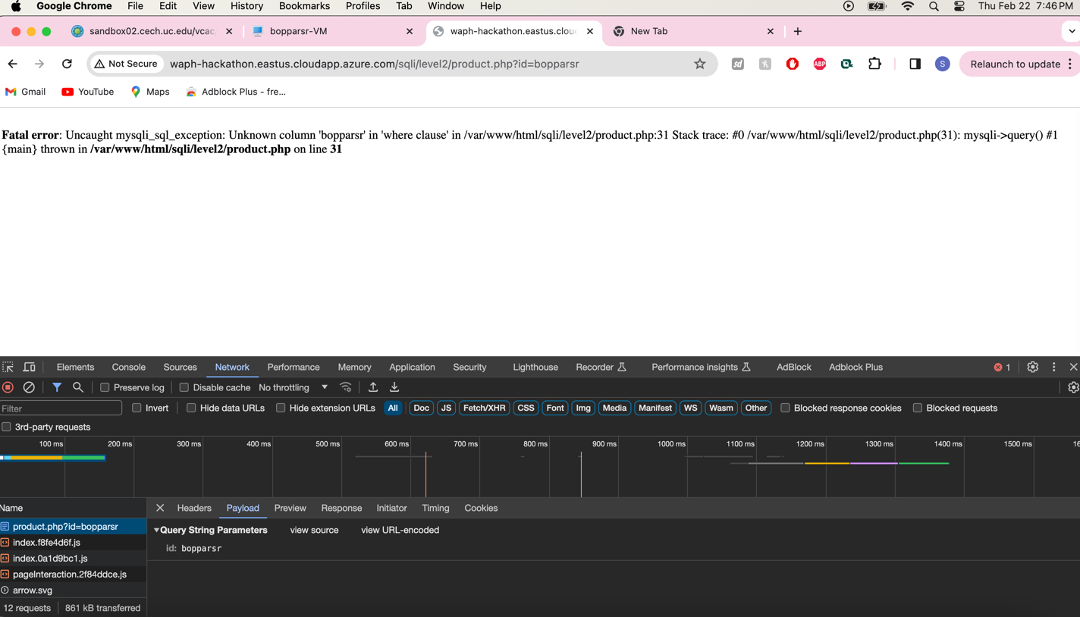 Google Chrome File Edit View History Bookmarks Profiles Tab Window Help Thu Feb 22 7:46 PM
sandbox02.cech.uc.edu/vcac bopparsr-VM waph-hackathon.eastus.clou New Tab
Not Secure waph-hackathon.eastus.cloudapp.azure.com/sqli/level2/product.php?id=bopparsr ABP S Relaunch to update
Gmail YouTube Maps Adblock Plus - fre...
Fatal error: Uncaught mysqli_sql_exception: Unknown column 'bopparsr' in 'where clause' in /var/www/html/sqli/level2/product.php:31 Stack trace: #0 /var/www/html/sqli/level2/product.php(31): mysqli->query() #1
{main} thrown in /var/www/html/sqli/level2/product.php on line 31
Elements Console Sources Network Performance Memory Application Security Lighthouse Recorder Performance insights AdBlock Adblock Plus 1
Preserve log Disable cache No throttling
Filter Invert Hide data URLs Hide extension URLs All Doc JS Fetch/XHR CSS Font Img Media Manifest WS Wasm Other Blocked response cookies Blocked requests
3rd-party requests
100 ms 200 ms 300 ms 400 ms 500 ms 600 ms 700 ms 800 ms 900 ms 1000 ms 1100 ms 1200 ms 1300 ms 1400 ms 1500 ms 16
Name Headers Payload Preview Response Initiator Timing Cookies
product.php?id=bopparsr Query String Parameters view source view URL-encoded
index.f8fe4d6f.js id: bopparsr
index.0a1d9bc1.js
pageInteraction.2f84ddce.js
arrow.svg
12 requests 861 kB transferred